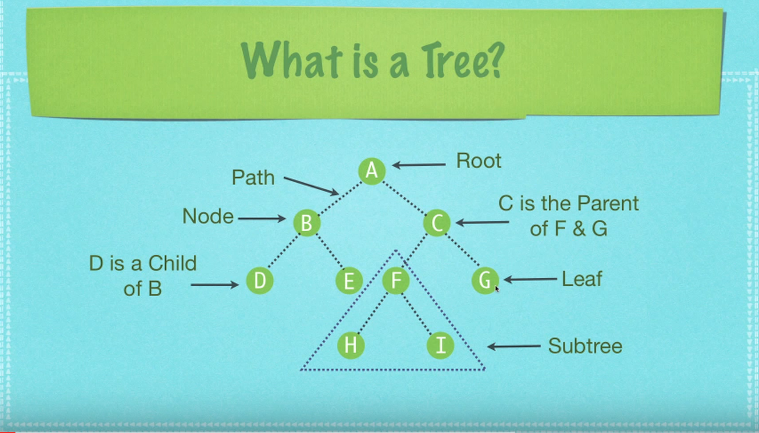 What is a Tree?
A
Root
Path
C is the Parent
of F & G
Node
B
C
D is a Child
of B
D
E
F
G
Leaf
H
I
Subtree